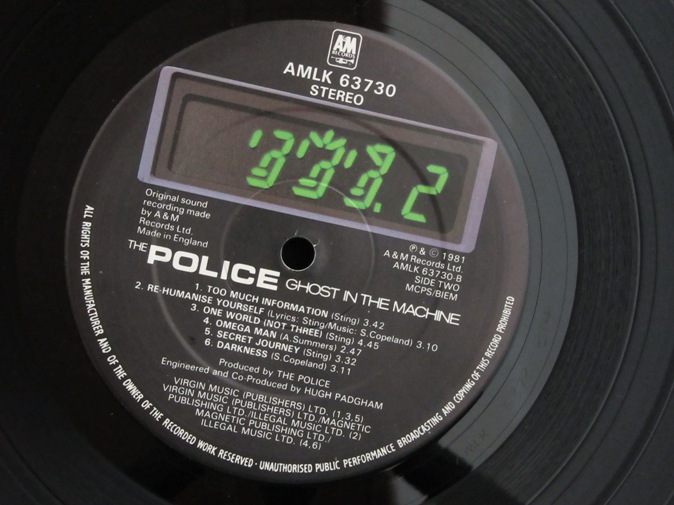 A&M
RECORDS
AMLK 63730
STEREO
2
Original sound
recording made
by A & M
Records Ltd.
Made in England
℗ & © 1981
A & M Records Ltd.
AMLK 63730-B
SIDE TWO
MCPS/BIEM
THE POLICE GHOST IN THE MACHINE
1. TOO MUCH INFORMATION (Sting) 3.42
2. RE-HUMANISE YOURSELF (Lyrics: Sting/Music: S.Copeland) 3.10
3. ONE WORLD (NOT THREE) (Sting) 4.45
4. OMEGA MAN (A.Summers) 2.47
5. SECRET JOURNEY (Sting) 3.32
6. DARKNESS (S.Copeland) 3.11
Produced by THE POLICE
Engineered and Co-Produced by HUGH PADGHAM
VIRGIN MUSIC (PUBLISHERS) LTD. (1,3,5)
VIRGIN MUSIC (PUBLISHERS) LTD./MAGNETIC
PUBLISHING LTD./ILLEGAL MUSIC LTD. (2)
MAGNETIC PUBLISHING LTD./
ILLEGAL MUSIC LTD. (4,6)
ALL RIGHTS OF THE MANUFACTURER AND OF THE OWNER OF THE RECORDED WORK RESERVED · UNAUTHORISED PUBLIC PERFORMANCE BROADCASTING AND COPYING OF THIS RECORD PROHIBITED